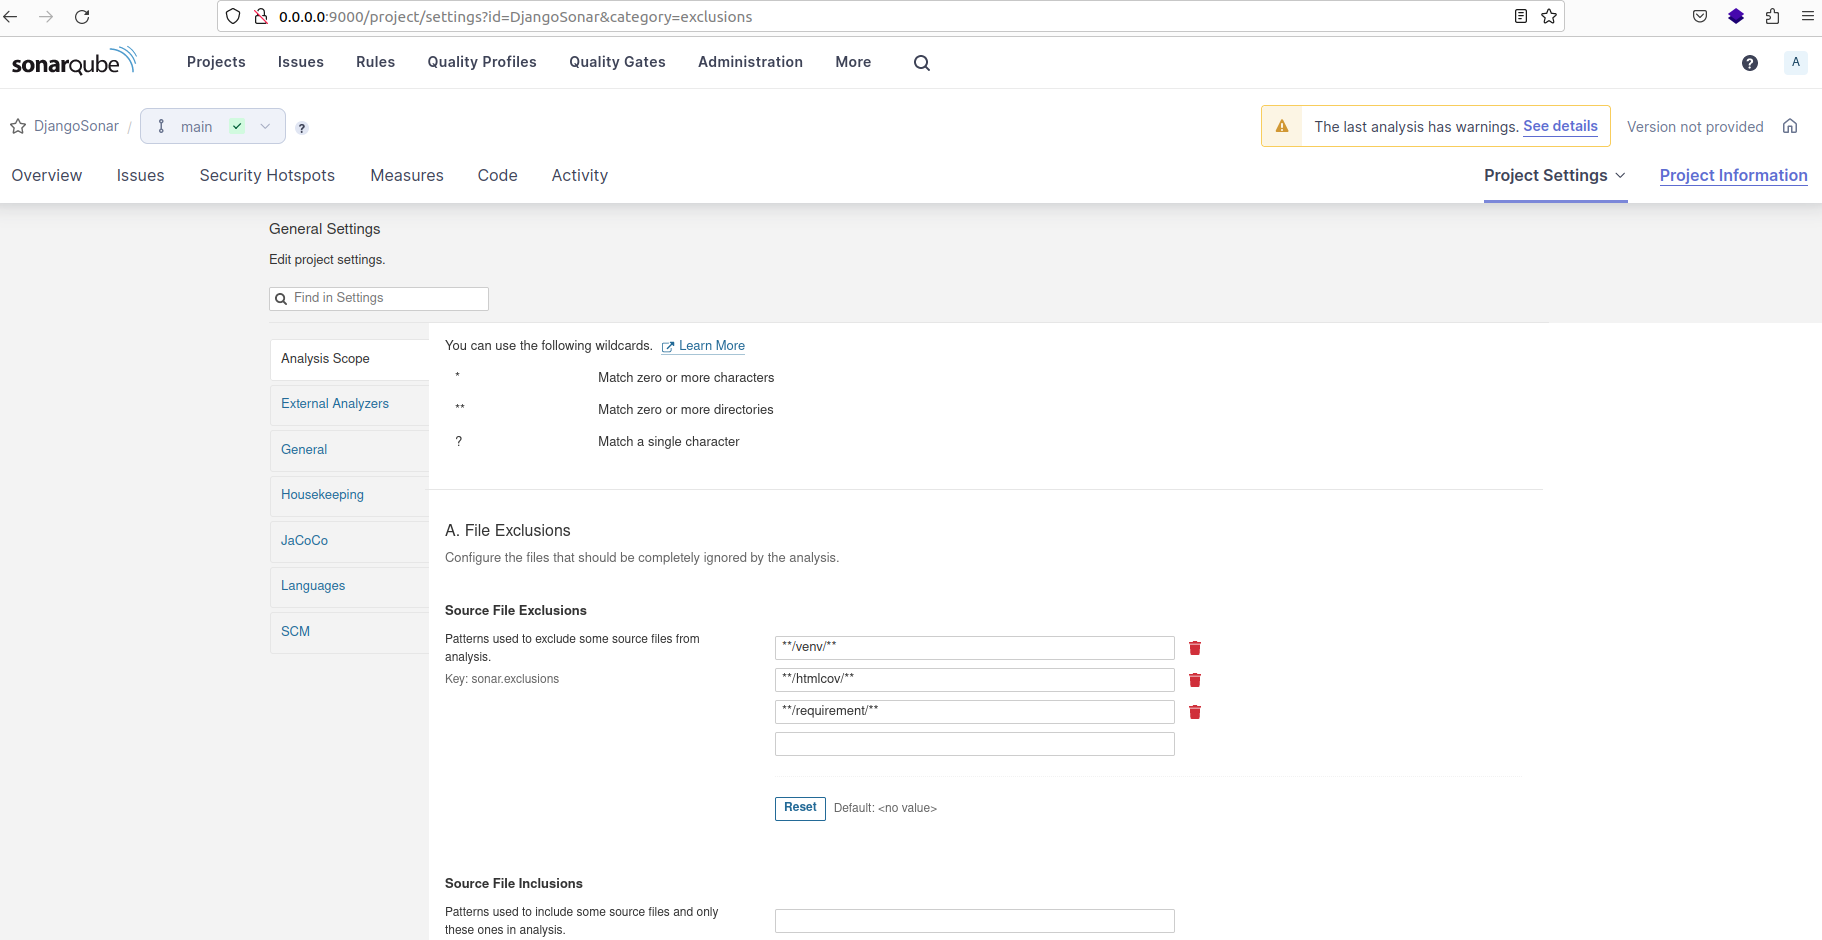 0.0.0.0:9000/project/settings?id=DjangoSonar&category=exclusions
sonarqube Projects Issues Rules Quality Profiles Quality Gates Administration More ? A
DjangoSonar / main ? The last analysis has warnings. See details Version not provided
Overview Issues Security Hotspots Measures Code Activity Project Settings Project Information
General Settings
Edit project settings.
Find in Settings
Analysis Scope
External Analyzers
General
Housekeeping
JaCoCo
Languages
SCM
You can use the following wildcards. Learn More
* Match zero or more characters
** Match zero or more directories
? Match a single character
A. File Exclusions
Configure the files that should be completely ignored by the analysis.
Source File Exclusions
Patterns used to exclude some source files from
analysis.
Key: sonar.exclusions
**/venv/**
**/htmlcov/**
**/requirement/**
Reset Default: <no value>
Source File Inclusions
Patterns used to include some source files and only
these ones in analysis.